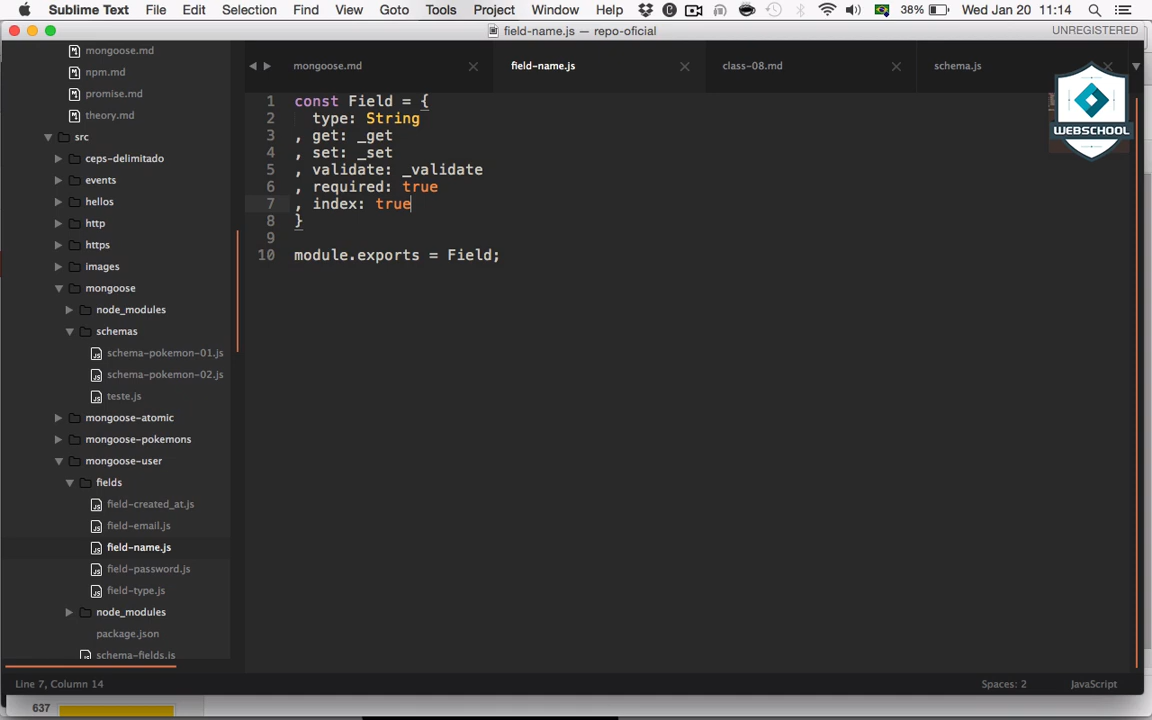 Sublime Text File Edit Selection Find View Goto Tools Project Window Help 38% Wed Jan 20 11:14
field-name.js — repo-oficial UNREGISTERED
mongoose.md field-name.js class-08.md schema.js
WEBSCHOOL
mongoose.md
npm.md
promise.md
theory.md
src
ceps-delimitado
events
hellos
http
https
images
mongoose
node_modules
schemas
schema-pokemon-01.js
schema-pokemon-02.js
teste.js
mongoose-atomic
mongoose-pokemons
mongoose-user
fields
field-created_at.js
field-email.js
field-name.js
field-password.js
field-type.js
node_modules
package.json
schema-fields.js
1 const Field = {
2 type: String
3 , get: _get
4 , set: _set
5 , validate: _validate
6 , required: true
7 , index: true
8 }
9
10 module.exports = Field;
Line 7, Column 14 Spaces: 2 JavaScript
637